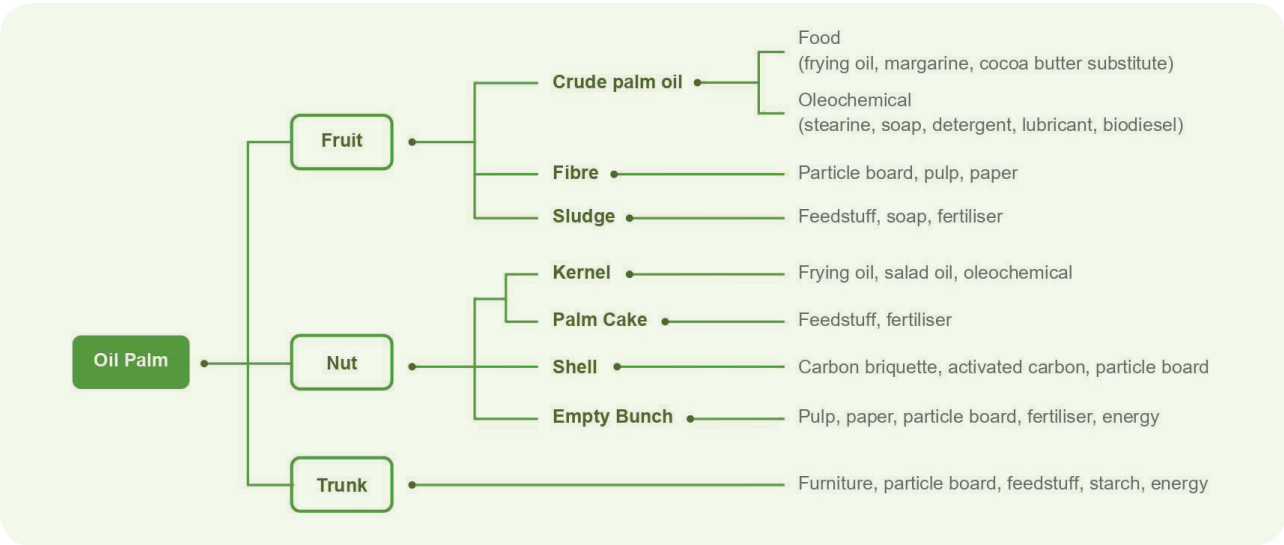 Food
(frying oil, margarine, cocoa butter substitute)
Crude palm oil
Oleochemical
(stearine, soap, detergent, lubricant, biodiesel)
Fruit
Fibre
Particle board, pulp, paper
Sludge
Feedstuff, soap, fertiliser
Kernel
Frying oil, salad oil, oleochemical
Palm Cake
Feedstuff, fertiliser
Oil Palm
Nut
Shell
Carbon briquette, activated carbon, particle board
Empty Bunch
Pulp, paper, particle board, fertiliser, energy
Trunk
Furniture, particle board, feedstuff, starch, energy